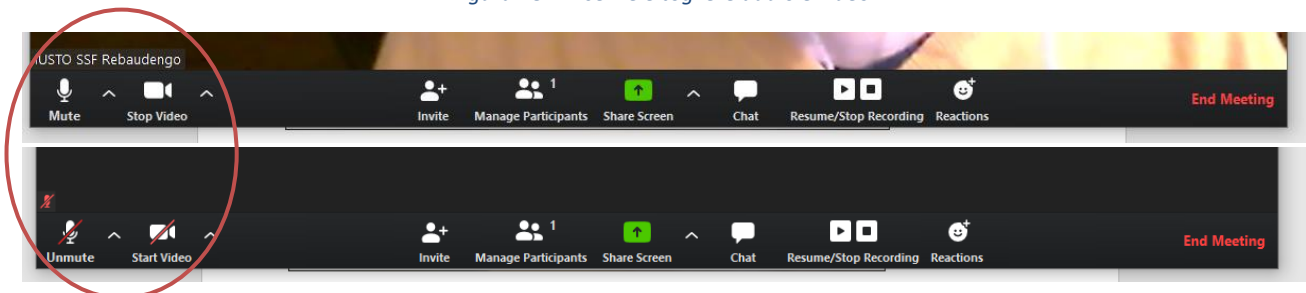 IUSTO SSF Rebaudengo
1
Mute Stop Video Invite Manage Participants Share Screen Chat Resume/Stop Recording Reactions End Meeting
1
Unmute Start Video Invite Manage Participants Share Screen Chat Resume/Stop Recording Reactions End Meeting